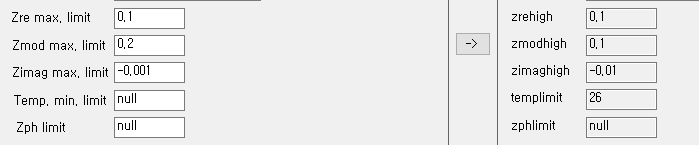 Zre max, limit 0,1
Zmod max, limit 0,2
Zimag max, limit -0,001
Temp, min, limit null
Zph limit null
->
zrehigh 0,1
zmodhigh 0,1
zimaghigh -0,01
templimit 26
zphlimit null